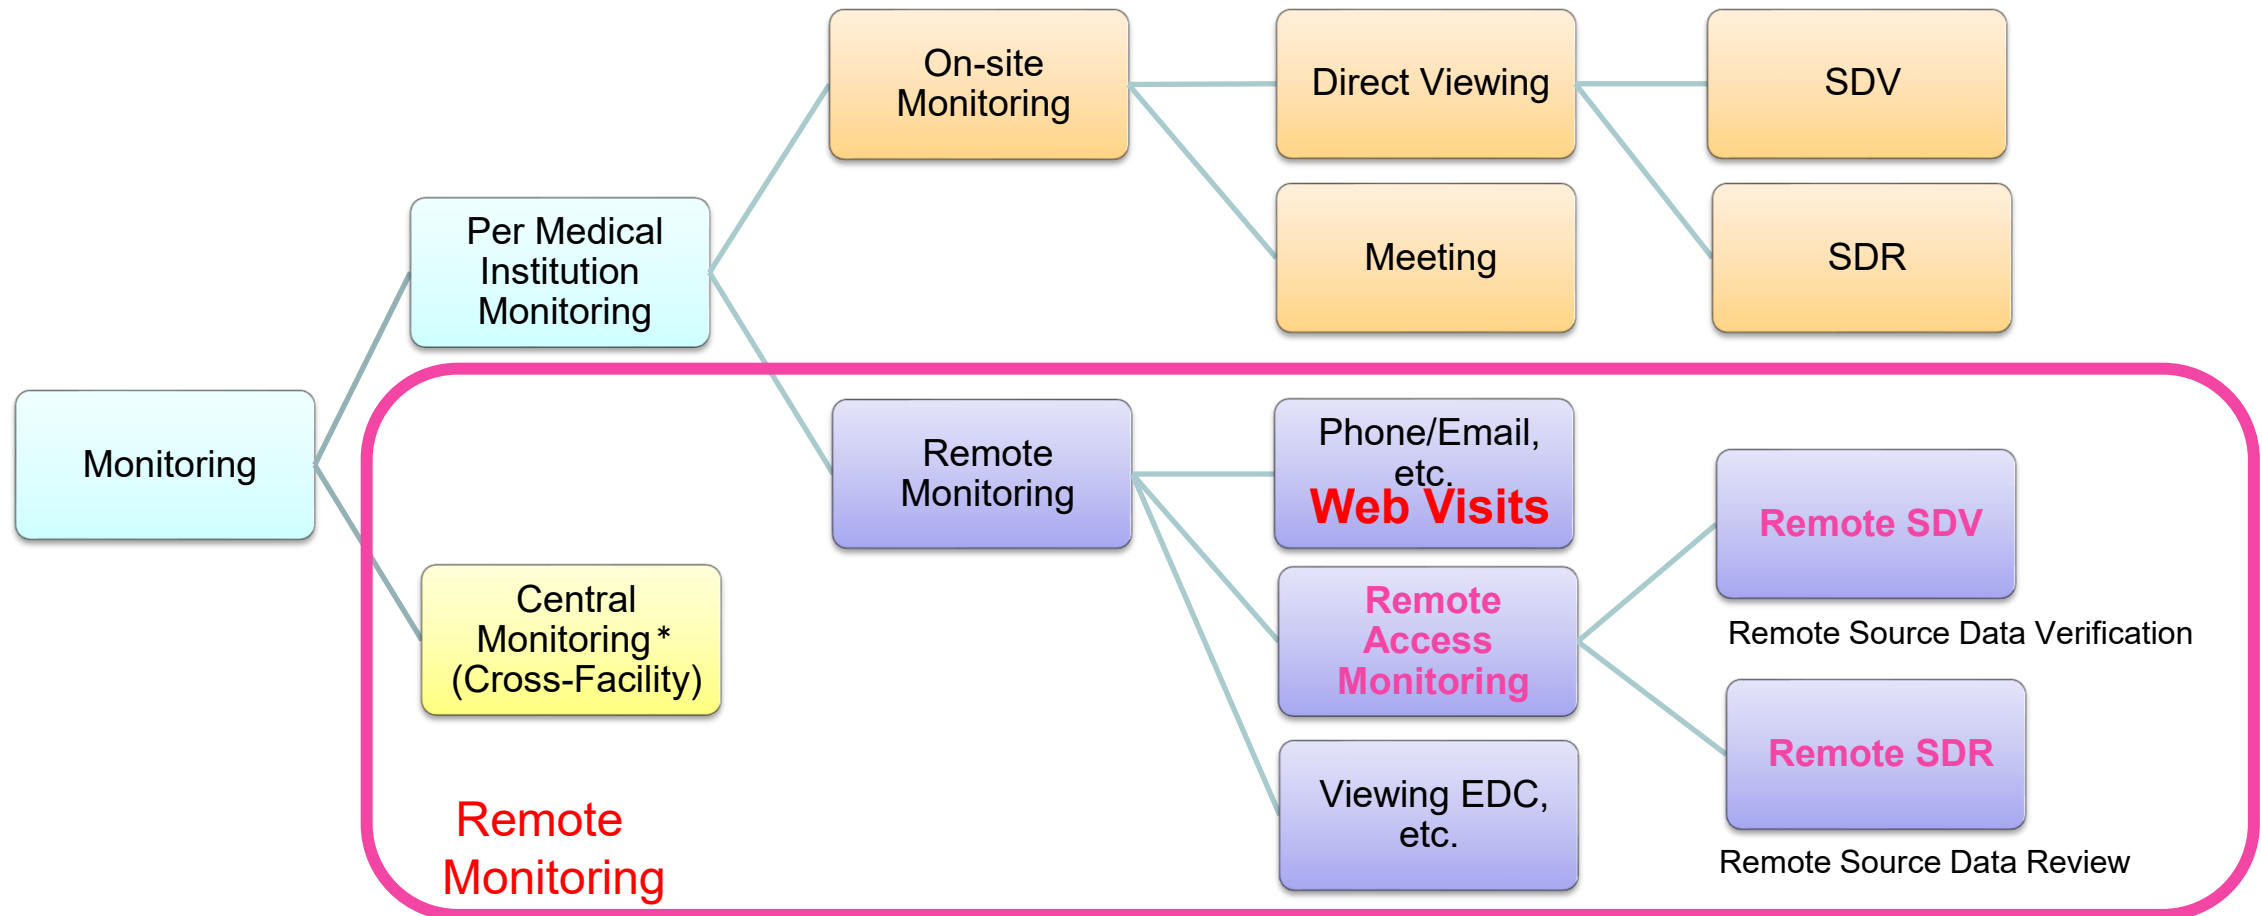 On-site
Monitoring
Direct Viewing
SDV
Per Medical
Institution
Monitoring
Meeting
SDR
Monitoring
Remote
Monitoring
Phone/Email,
etc.
Web Visits
Remote SDV
Remote Source Data Verification
Central
Monitoring*
(Cross-Facility)
Remote
Access
Monitoring
Remote SDR
Remote Source Data Review
Viewing EDC,
etc.
Remote
Monitoring